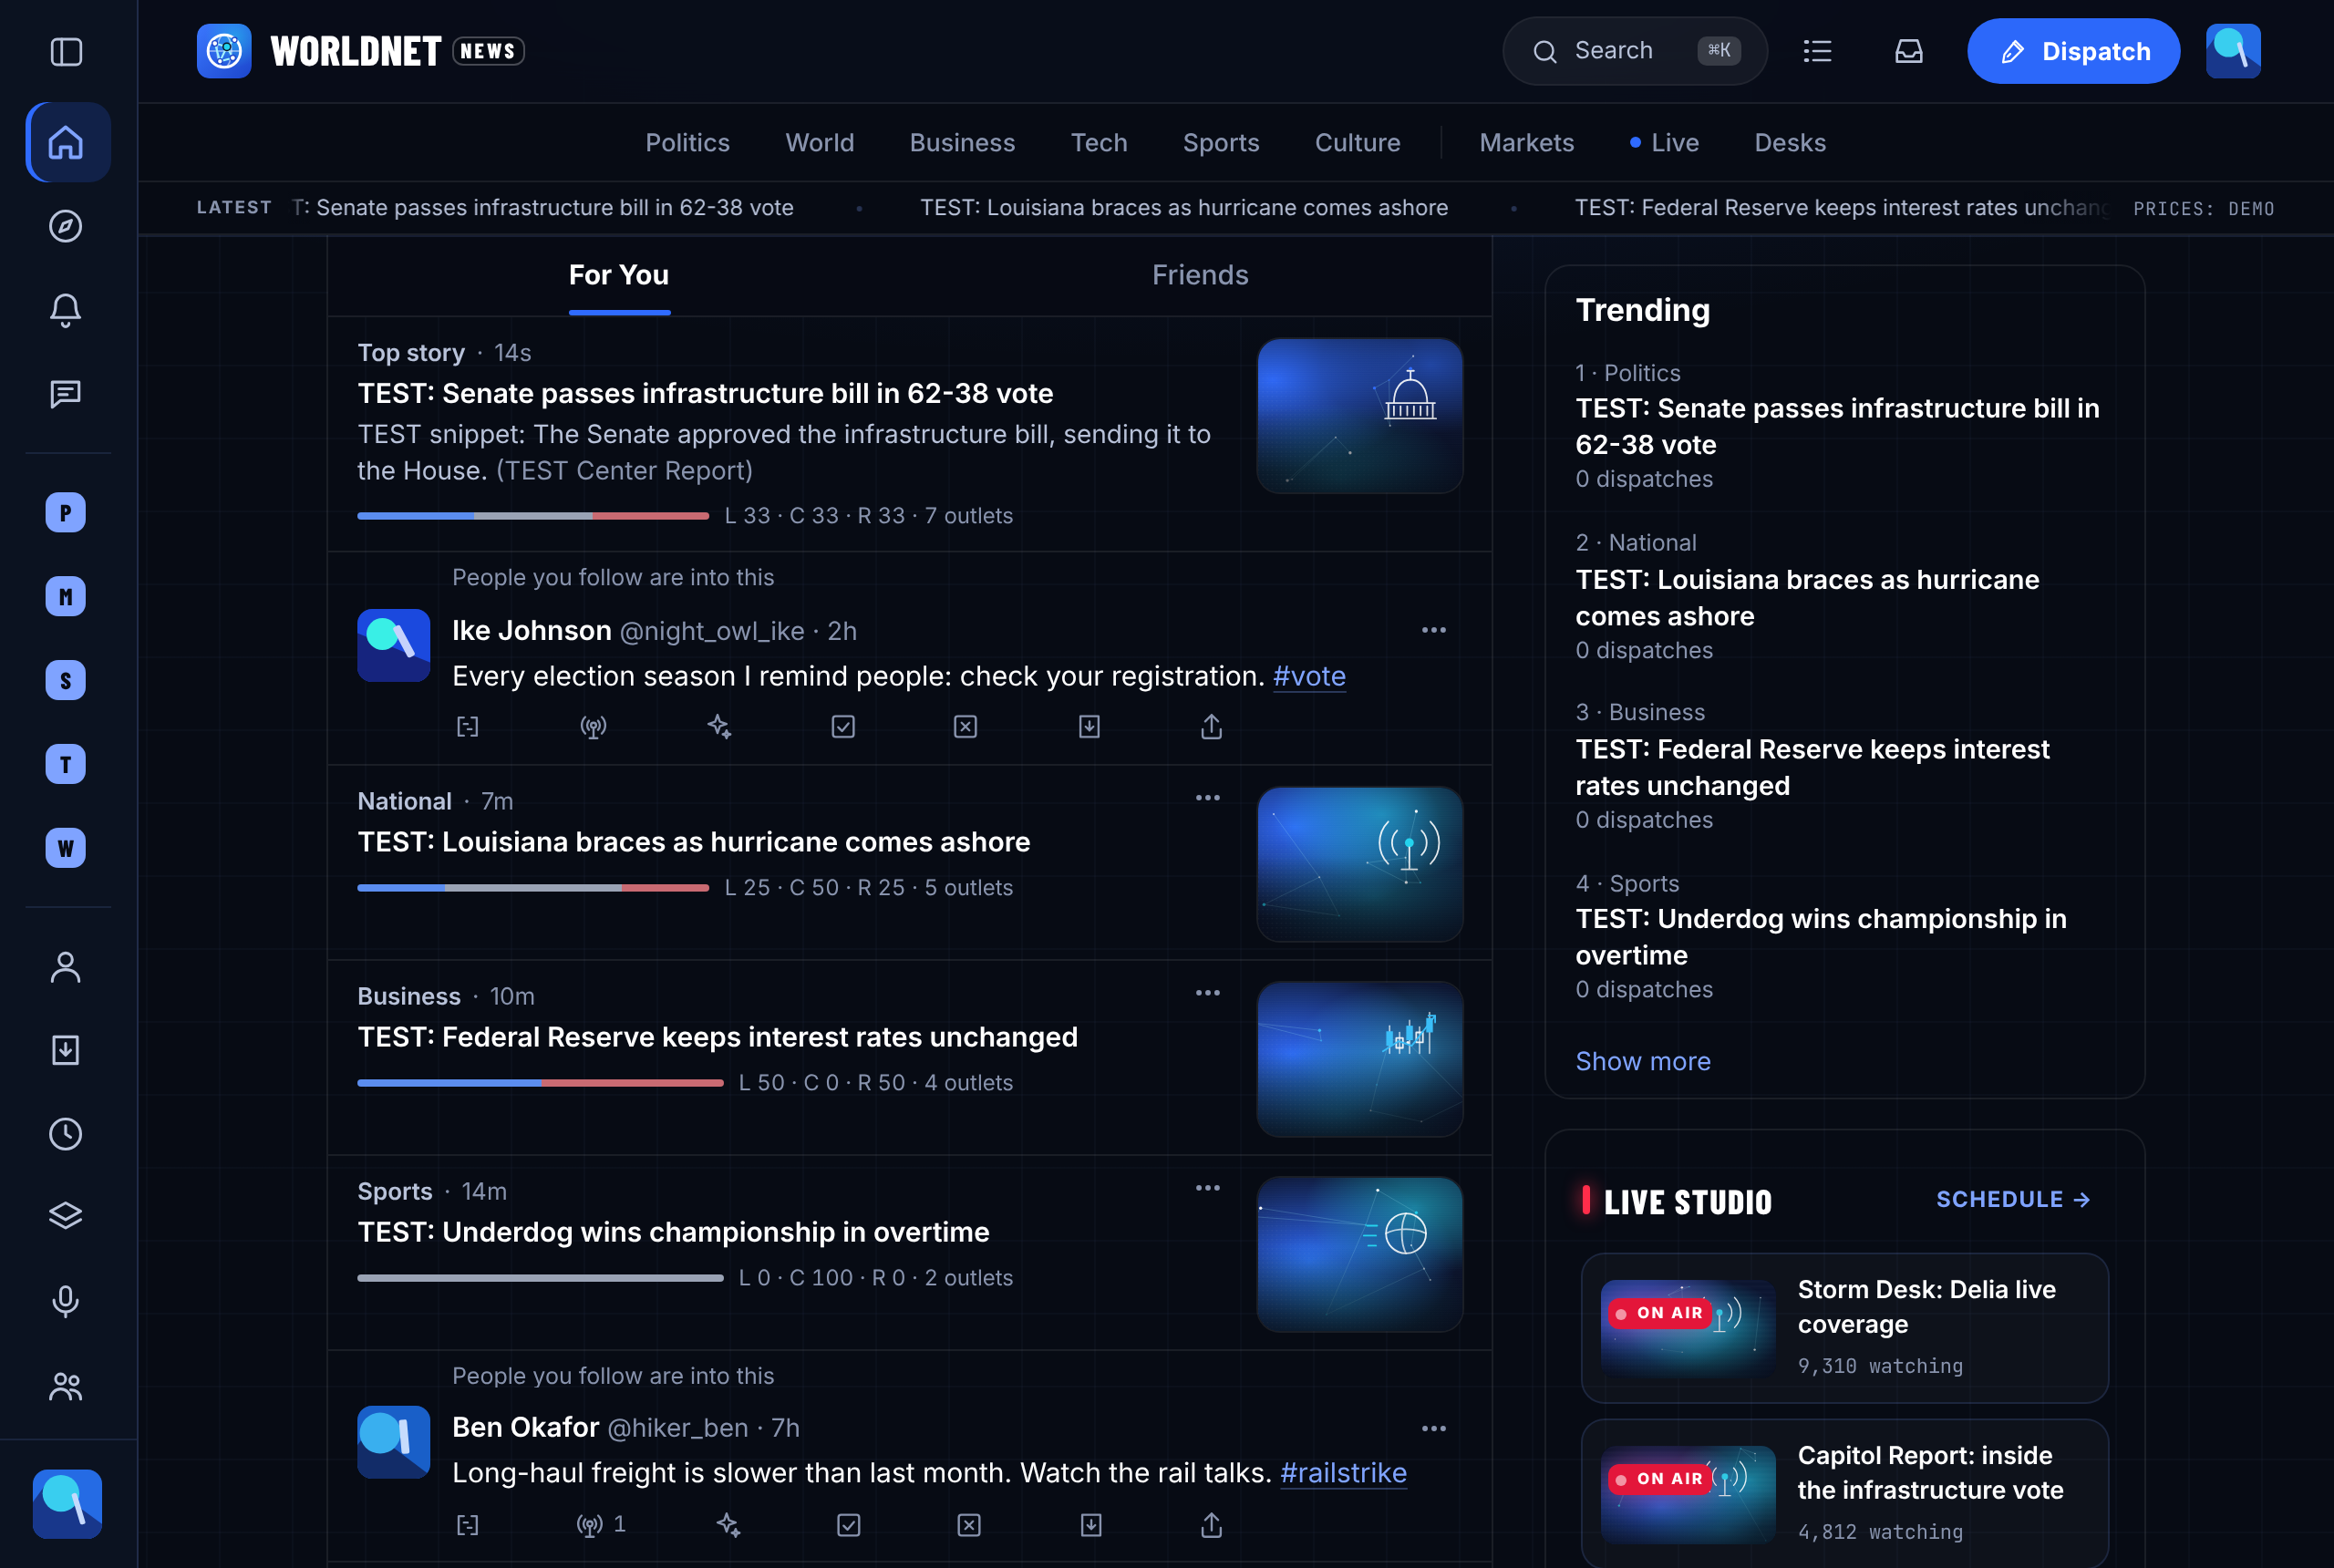 WORLDNET NEWS
Search ⌘K
Dispatch
Politics World Business Tech Sports Culture Markets Live Desks
LATEST T: Senate passes infrastructure bill in 62-38 vote • TEST: Louisiana braces as hurricane comes ashore • TEST: Federal Reserve keeps interest rates unchang PRICES: DEMO
P
M
S
T
W
For You Friends
Top story · 14s
TEST: Senate passes infrastructure bill in 62-38 vote
TEST snippet: The Senate approved the infrastructure bill, sending it to
the House. (TEST Center Report)
L 33 · C 33 · R 33 · 7 outlets
People you follow are into this
Ike Johnson @night_owl_ike · 2h
Every election season I remind people: check your registration. #vote
National · 7m
TEST: Louisiana braces as hurricane comes ashore
L 25 · C 50 · R 25 · 5 outlets
Business · 10m
TEST: Federal Reserve keeps interest rates unchanged
L 50 · C 0 · R 50 · 4 outlets
Sports · 14m
TEST: Underdog wins championship in overtime
L 0 · C 100 · R 0 · 2 outlets
People you follow are into this
Ben Okafor @hiker_ben · 7h
Long-haul freight is slower than last month. Watch the rail talks. #railstrike
1
Trending
1 · Politics
TEST: Senate passes infrastructure bill in
62-38 vote
0 dispatches
2 · National
TEST: Louisiana braces as hurricane
comes ashore
0 dispatches
3 · Business
TEST: Federal Reserve keeps interest
rates unchanged
0 dispatches
4 · Sports
TEST: Underdog wins championship in
overtime
0 dispatches
Show more
LIVE STUDIO SCHEDULE →
ON AIR
Storm Desk: Delia live
coverage
9,310 watching
ON AIR
Capitol Report: inside
the infrastructure vote
4,812 watching